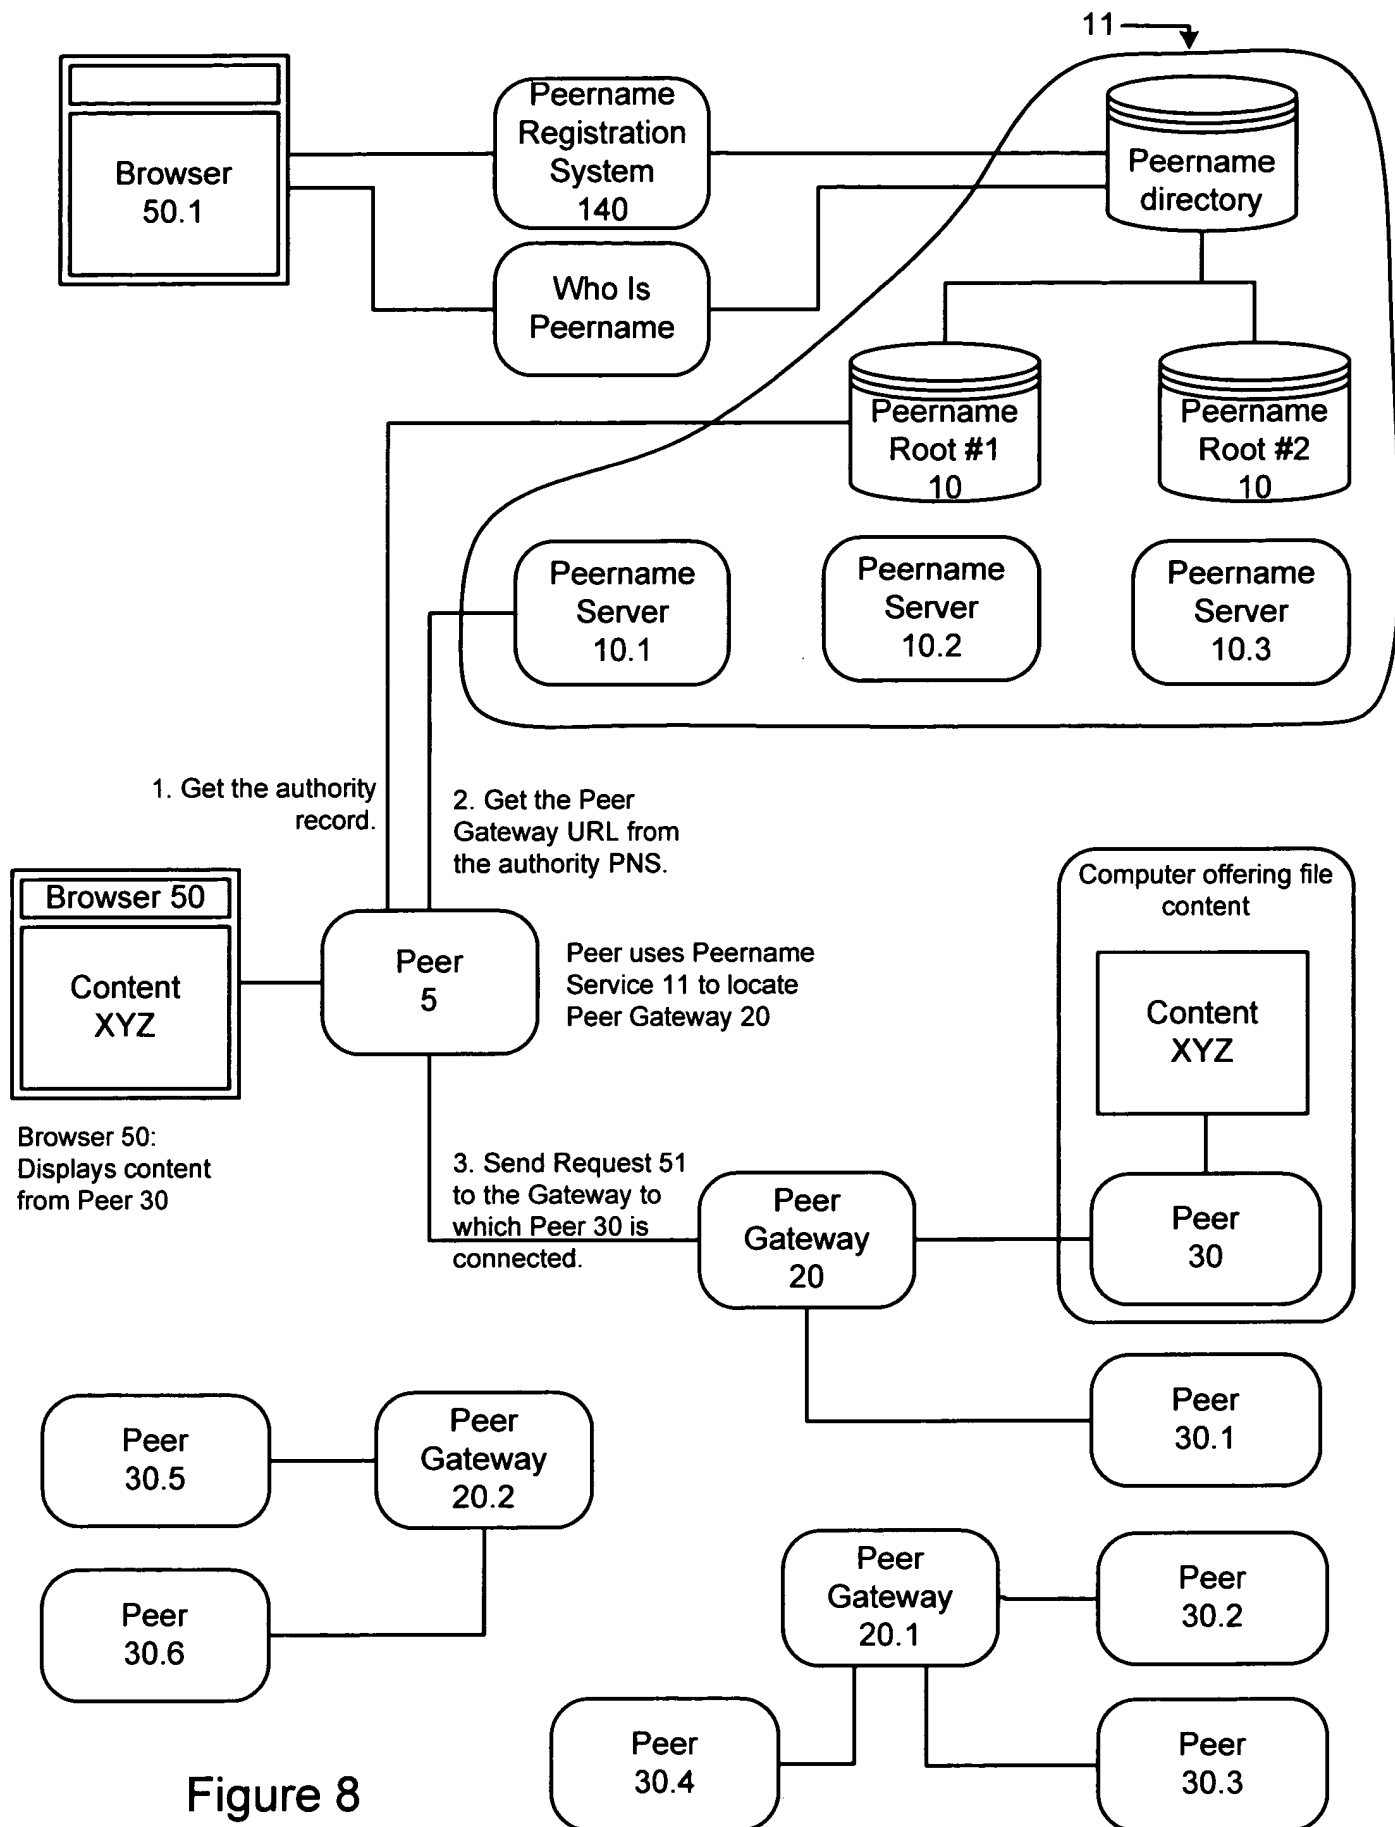 11
Peername
Registration
System
140
Browser
50.1
Peername
directory
Who Is
Peername
Peername
Root #1
10
Peername
Root #2
10
Peername
Server
10.1
Peername
Server
10.2
Peername
Server
10.3
1. Get the authority
record.
2. Get the Peer
Gateway URL from
the authority PNS.
Browser 50
Content
XYZ
Peer
5
Peer uses Peername
Service 11 to locate
Peer Gateway 20
Computer offering file
content
Content
XYZ
Browser 50:
Displays content
from Peer 30
3. Send Request 51
to the Gateway to
which Peer 30 is
connected.
Peer
Gateway
20
Peer
30
Peer
30.1
Peer
30.5
Peer
Gateway
20.2
Peer
30.6
Peer
Gateway
20.1
Peer
30.2
Peer
30.4
Peer
30.3
Figure 8